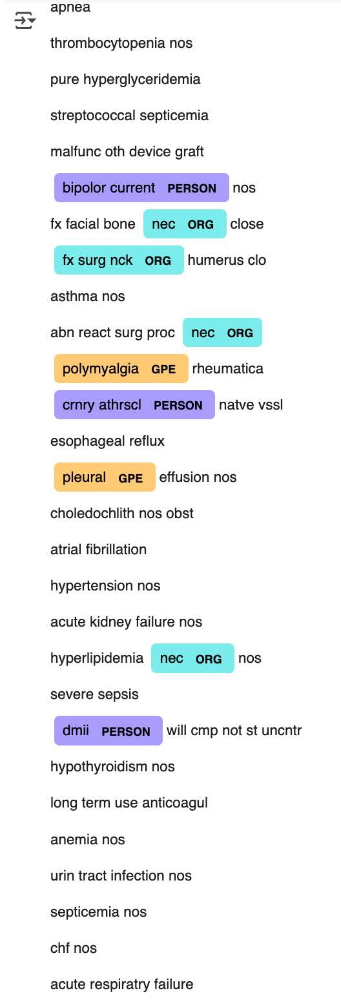 apnea
thrombocytopenia nos
pure hyperglyceridemia
streptococcal septicemia
malfunc oth device graft
bipolor current PERSON nos
fx facial bone nec ORG close
fx surg nck ORG humerus clo
asthma nos
abn react surg proc nec ORG
polymyalgia GPE rheumatica
crnry athrscl PERSON natve vssl
esophageal reflux
pleural GPE effusion nos
choledochlith nos obst
atrial fibrillation
hypertension nos
acute kidney failure nos
hyperlipidemia nec ORG nos
severe sepsis
dmii PERSON will cmp not st uncntr
hypothyroidism nos
long term use anticoagul
anemia nos
urin tract infection nos
septicemia nos
chf nos
acute respiratry failure